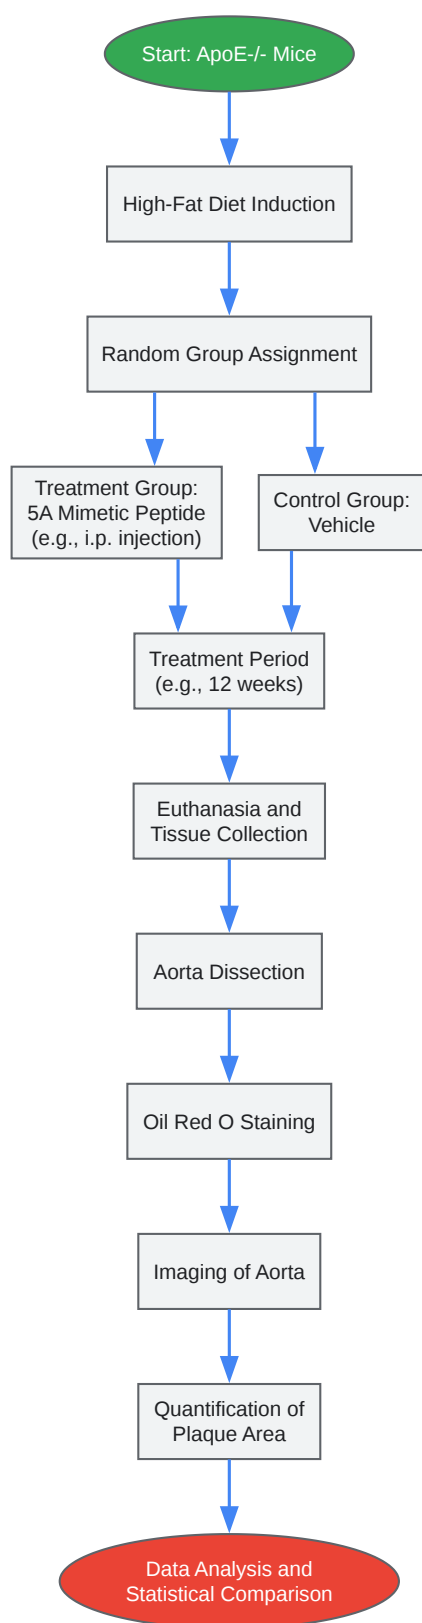 Start: ApoE-/- Mice
High-Fat Diet Induction
Random Group Assignment
Treatment Group:
5A Mimetic Peptide
(e.g., i.p. injection)
Control Group:
Vehicle
Treatment Period
(e.g., 12 weeks)
Euthanasia and
Tissue Collection
Aorta Dissection
Oil Red O Staining
Imaging of Aorta
Quantification of
Plaque Area
Data Analysis and
Statistical Comparison